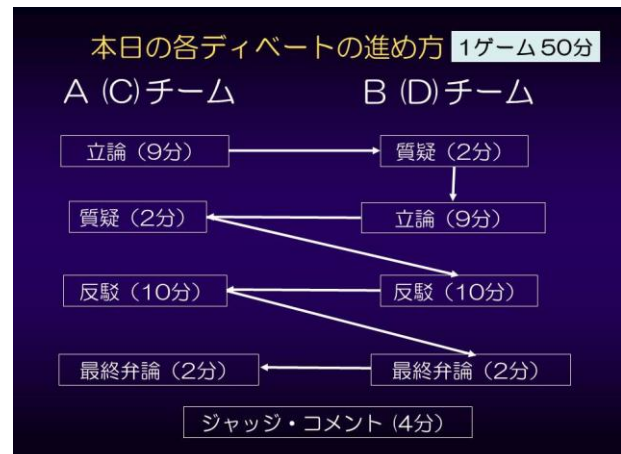 本日の各ディベートの進め方 1ゲーム50分
A (C)チーム B (D)チーム
立論（9分） 質疑（2分）
質疑（2分） 立論（9分）
反駁（10分） 反駁（10分）
最終弁論（2分） 最終弁論（2分）
ジャッジ・コメント (4分）